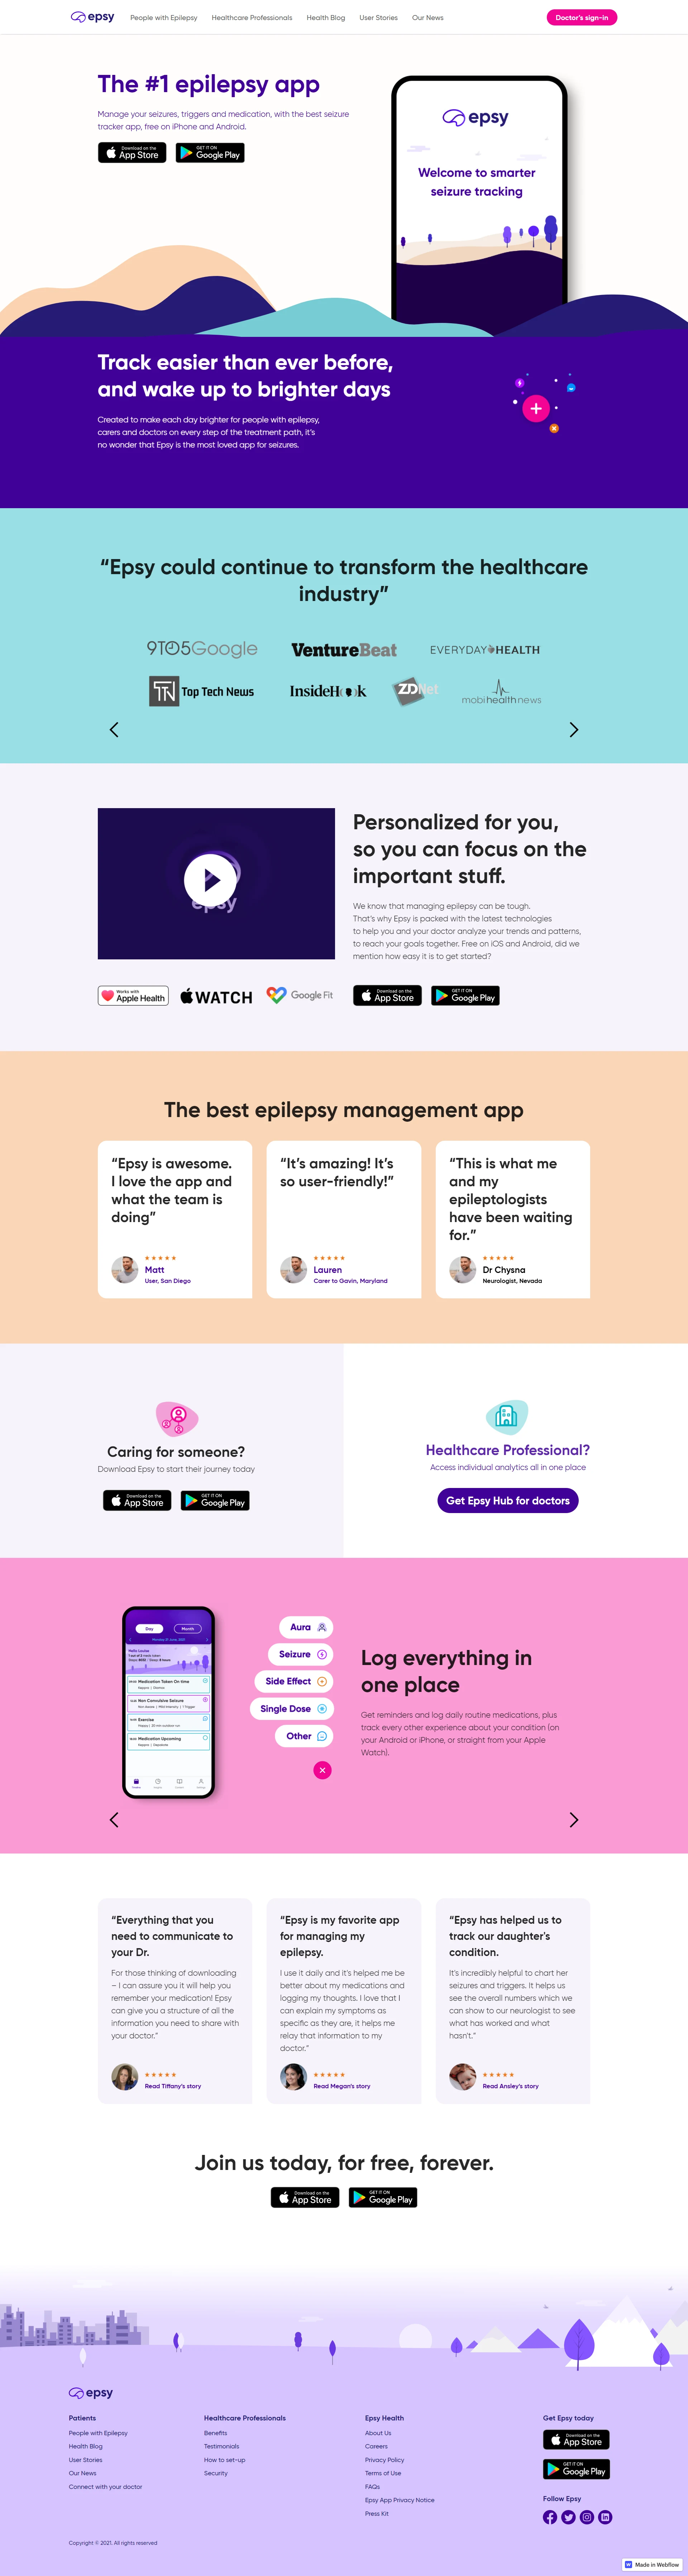 epsy
People with Epilepsy
Healthcare Professionals
Health Blog
User Stories
Our News
Doctor's sign-in
The #1 epilepsy app
Manage your seizures, triggers and medication, with the best seizure
tracker app, free on iPhone and Android.
Download on the
App Store
GET IT ON
Google Play
epsy
Welcome to smarter
seizure tracking
Track easier than ever before,
and wake up to brighter days
Created to make each day brighter for people with epilepsy,
carers and doctors on every step of the treatment path, it's
no wonder that Epsy is the most loved app for seizures.
“Epsy could continue to transform the healthcare
industry”
9TO5Google
VentureBeat
EVERYDAY HEALTH
TN Top Tech News
InsideHook
ZDNet
mobihealthnews
epsy
Personalized for you,
so you can focus on the
important stuff.
We know that managing epilepsy can be tough.
That's why Epsy is packed with the latest technologies
to help you and your doctor analyze your trends and patterns,
to reach your goals together. Free on iOS and Android, did we
mention how easy it is to get started?
Works with
Apple Health
WATCH
Google Fit
Download on the
App Store
GET IT ON
Google Play
The best epilepsy management app
“Epsy is awesome.
I love the app and
what the team is
doing”
Matt
User, San Diego
“It's amazing! It's
so user-friendly!”
Lauren
Carer to Gavin, Maryland
“This is what me
and my
epileptologists
have been waiting
for.”
Dr Chysna
Neurologist, Nevada
Caring for someone?
Download Epsy to start their journey today
Download on the
App Store
GET IT ON
Google Play
Healthcare Professional?
Access individual analytics all in one place
Get Epsy Hub for doctors
Day
Month
Monday 21 June, 2021
Hello Louise
Medication Taken On time
Non Convulsive Seizure
Exercise
Medication Upcoming
Aura
Seizure
Side Effect
Single Dose
Other
Log everything in
one place
Get reminders and log daily routine medications, plus
track every other experience about your condition (on
your Android or iPhone, or straight from your Apple
Watch).
“Everything that you
need to communicate to
your Dr.
For those thinking of downloading
– I can assure you it will help you
remember your medication! Epsy
can give you a structure of all the
information you need to share with
your doctor.”
Read Tiffany's story
“Epsy is my favorite app
for managing my
epilepsy.
I use it daily and it's helped me be
better about my medications and
logging my thoughts. I love that I
can explain my symptoms as
specific as they are, it helps me
relay that information to my
doctor.”
Read Megan's story
“Epsy has helped us to
track our daughter's
condition.
It's incredibly helpful to chart her
seizures and triggers. It helps us
see the overall numbers which we
can show to our neurologist to see
what has worked and what
hasn't.”
Read Ansley's story
Join us today, for free, forever.
Download on the
App Store
GET IT ON
Google Play
epsy
Patients
People with Epilepsy
Health Blog
User Stories
Our News
Connect with your doctor
Healthcare Professionals
Benefits
Testimonials
How to set-up
Security
Epsy Health
About Us
Careers
Privacy Policy
Terms of Use
FAQs
Epsy App Privacy Notice
Press Kit
Get Epsy today
Download on the
App Store
GET IT ON
Google Play
Follow Epsy
Copyright © 2021. All rights reserved
Made in Webflow